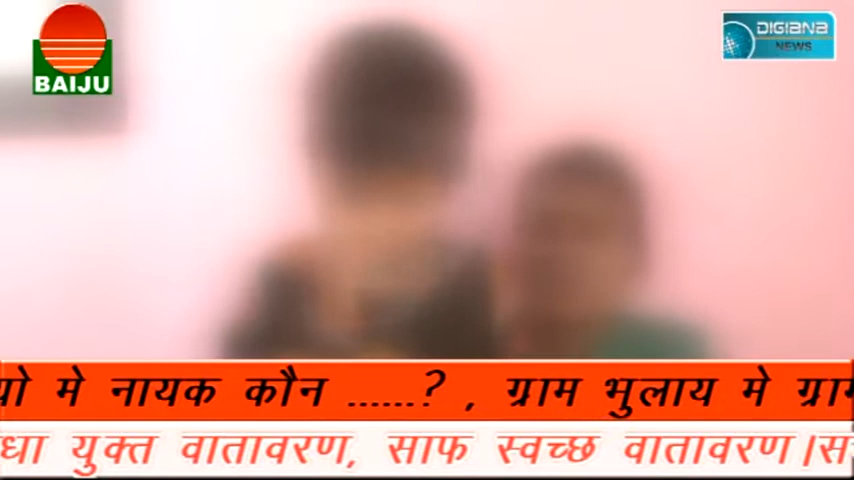 BAIJU
DIGIANA
NEWS
यो मे नायक कौन ......? , ग्राम भुलाय मे ग्राम
धा युक्त वातावरण, साफ स्वच्छ वातावरण।स